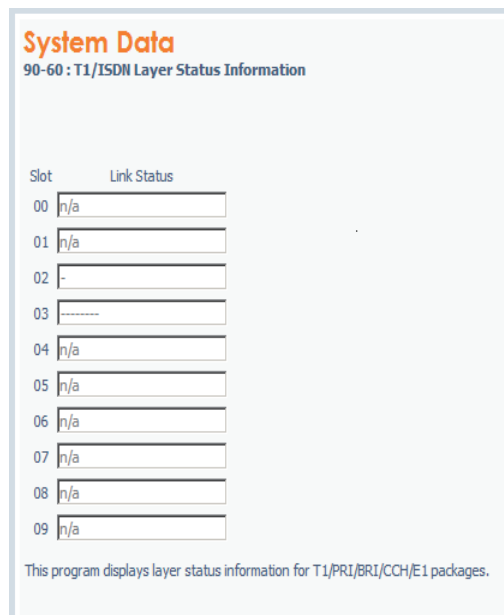 System Data
90-60 : T1/ISDN Layer Status Information
Slot Link Status
00 n/a
01 n/a
02 -
03 --------
04 n/a
05 n/a
06 n/a
07 n/a
08 n/a
09 n/a
This program displays layer status information for T1/PRI/BRI/CCH/E1 packages.